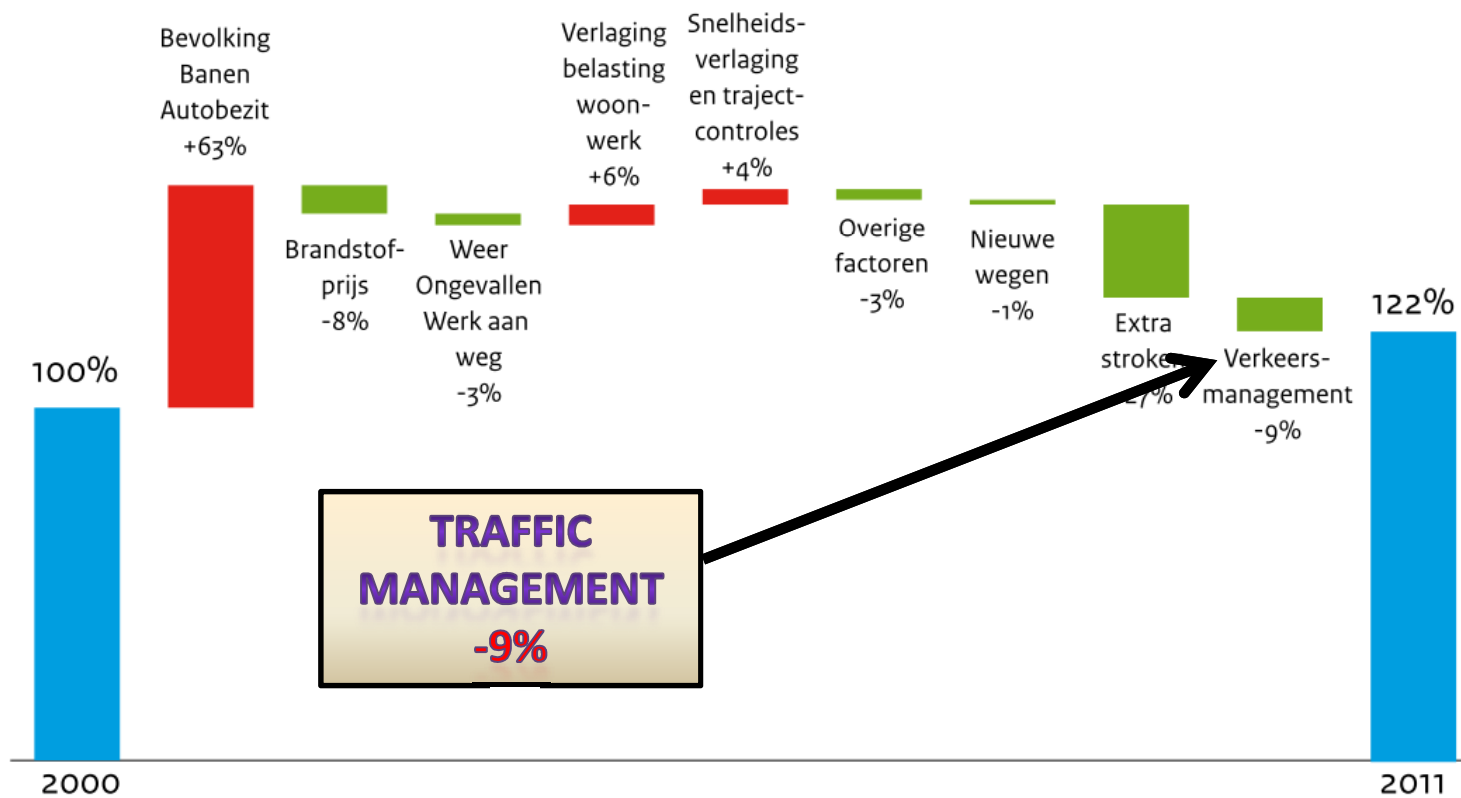 100%
2000
Bevolking
Banen
Autobezit
+63%
Brandstof-
prijs
-8%
Weer
Ongevallen
Werk aan
weg
-3%
Verlaging
belasting
woon-
werk
+6%
Snelheids-
verlaging
en traject-
controles
+4%
Overige
factoren
-3%
Nieuwe
wegen
-1%
Extra
stroken
-27%
Verkeers-
management
-9%
122%
2011
TRAFFIC
MANAGEMENT
-9%